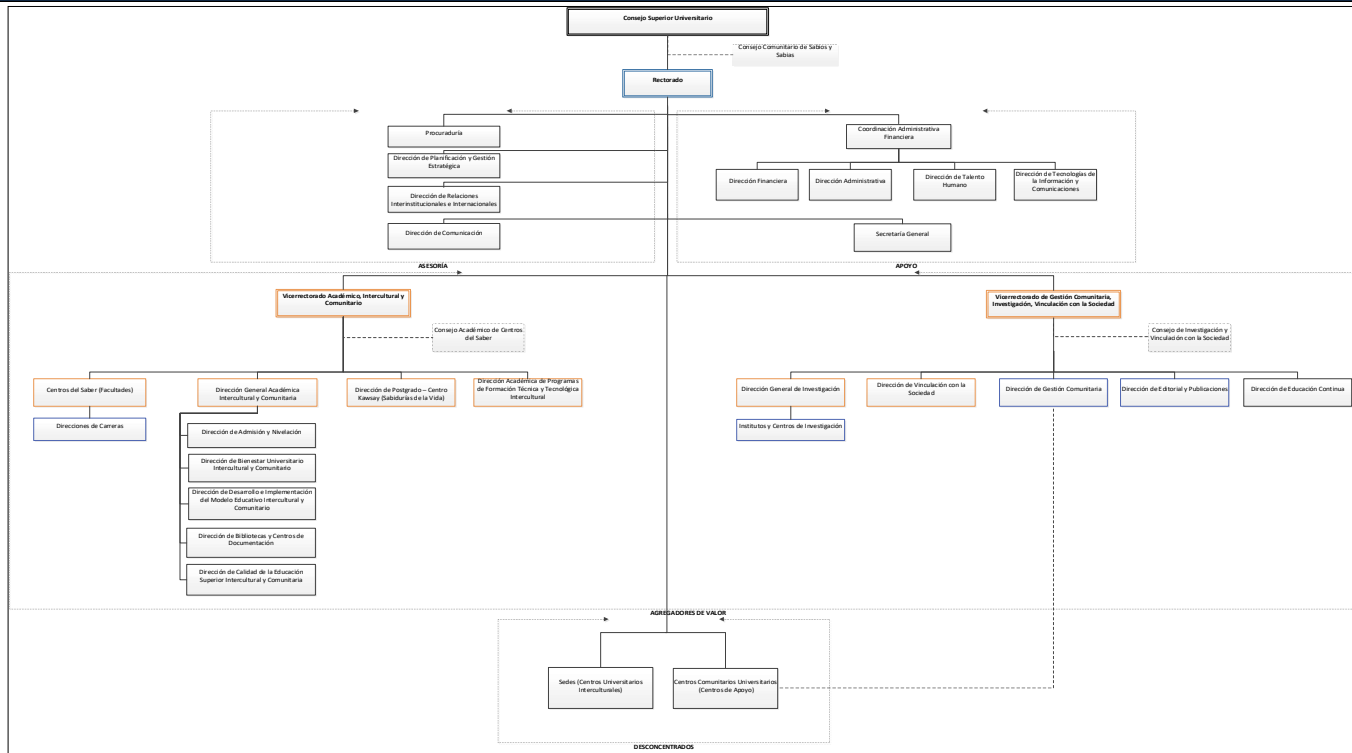 Consejo Superior Universitario
Consejo Comunitario de Sabios y
Sabias
Rectorado
Procuraduría
Coordinación Administrativa
Financiera
Dirección de Planificación y Gestión
Estratégica
Dirección Financiera
Dirección Administrativa
Dirección de Talento
Humano
Dirección de Tecnologías de
la Información y
Comunicaciones
Dirección de Relaciones
Interinstitucionales e Internacionales
Dirección de Comunicación
Secretaría General
ASESORÍA
APOYO
Vicerrectorado Académico, Intercultural y
Comunitario
Vicerrectorado de Gestión Comunitaria,
Investigación, Vinculación con la Sociedad
Consejo Académico de Centros
del Saber
Consejo de Investigación y
Vinculación con la Sociedad
Centros del Saber (Facultades)
Dirección General Académica
Intercultural y Comunitaria
Dirección de Postgrado – Centro
Kawsay (Sabidurías de la Vida)
Dirección Académica de Programas
de Formación Técnica y Tecnológica
Intercultural
Dirección General de Investigación
Dirección de Vinculación con la
Sociedad
Dirección de Gestión Comunitaria
Dirección de Editorial y Publicaciones
Dirección de Educación Continua
Direcciones de Carreras
Institutos y Centros de Investigación
Dirección de Admisión y Nivelación
Dirección de Bienestar Universitario
Intercultural y Comunitario
Dirección de Desarrollo e Implementación
del Modelo Educativo Intercultural y
Comunitario
Dirección de Bibliotecas y Centros de
Documentación
Dirección de Calidad de la Educación
Superior Intercultural y Comunitaria
AGREGADORES DE VALOR
Sedes (Centros Universitarios
Interculturales)
Centros Comunitarios Universitarios
(Centros de Apoyo)
DESCONCENTRADOS